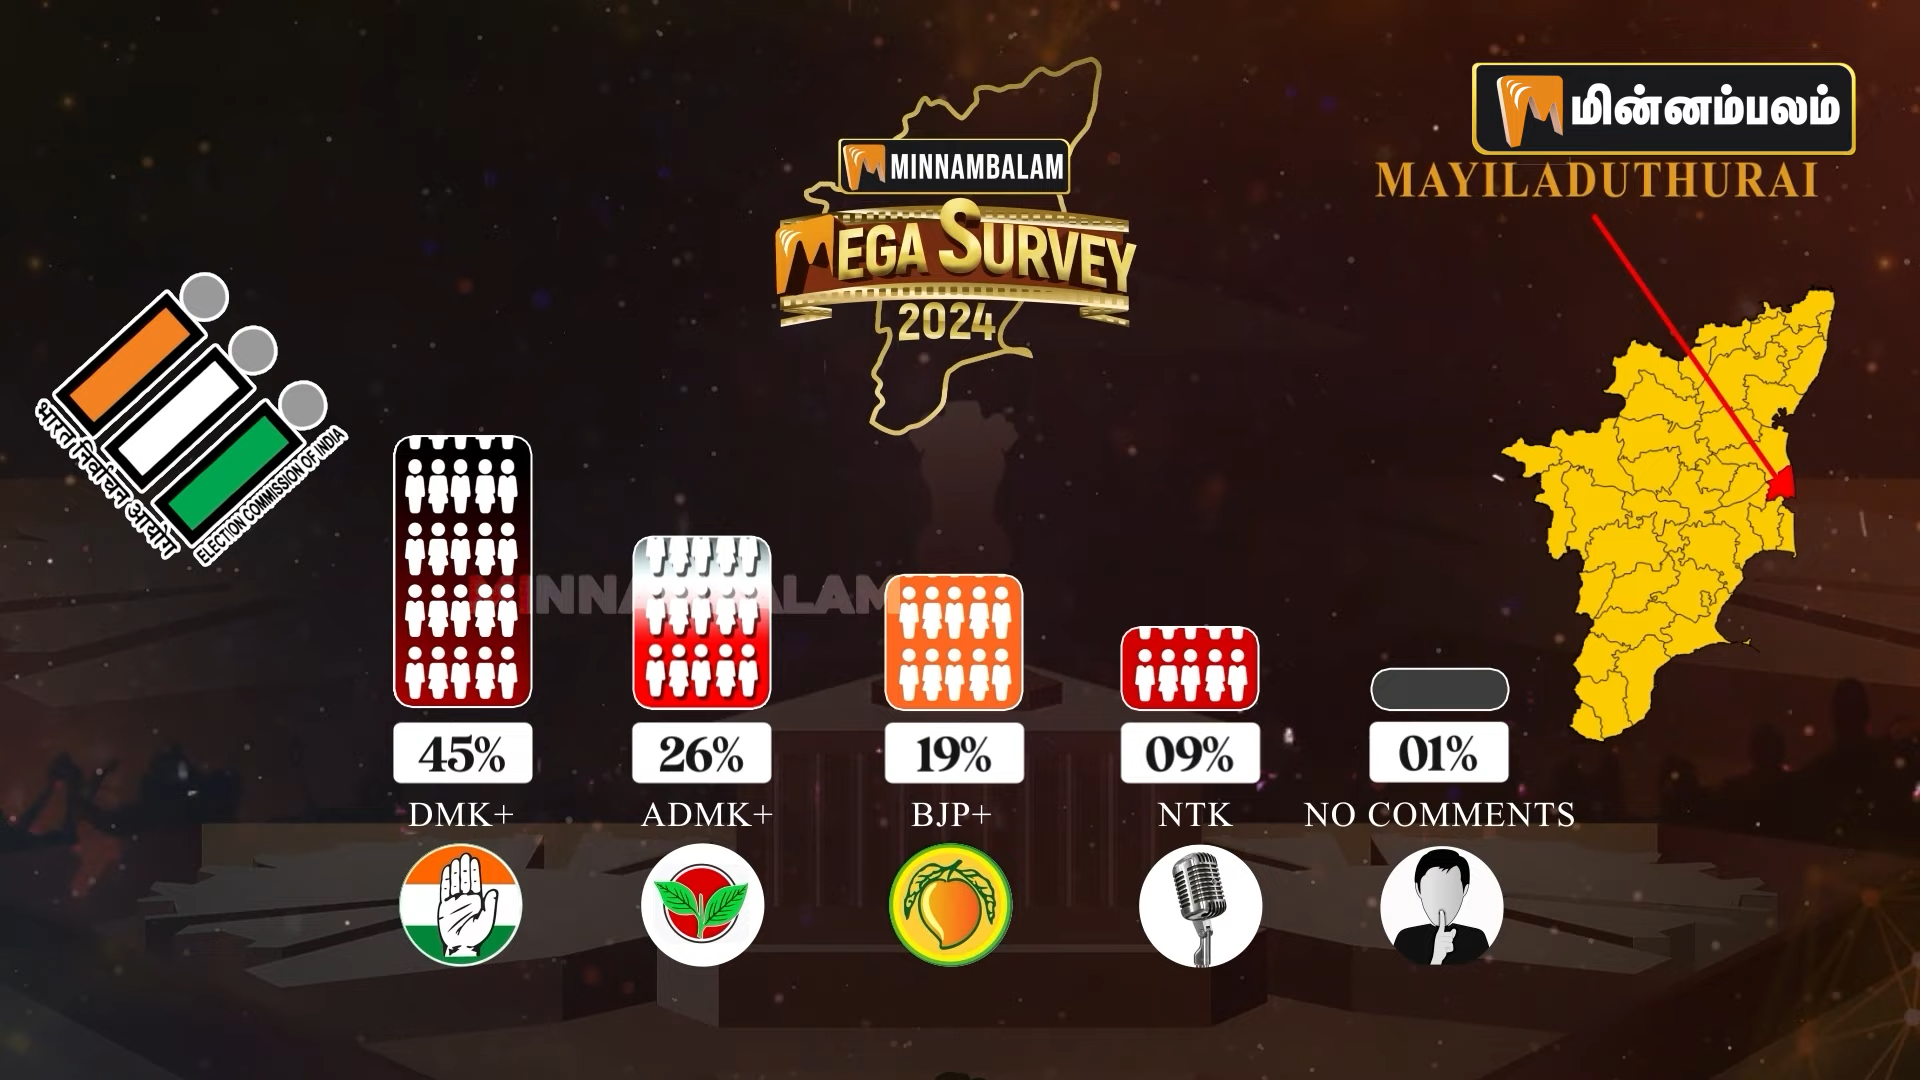 மின்னம்பலம்
MAYILADUTHURAI
MINNAMBALAM
MEGA SURVEY
2024
भारत निर्वाचन आयोग
ELECTION COMMISSION OF INDIA
MINNAMBALAM
45%
26%
19%
09%
01%
DMK+
ADMK+
BJP+
NTK
NO COMMENTS